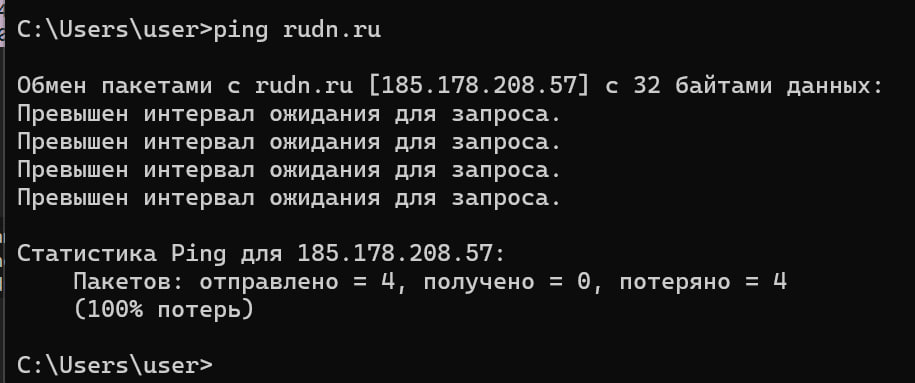 C:\Users\user>ping rudn.ru
Обмен пакетами с rudn.ru [185.178.208.57] с 32 байтами данных:
Превышен интервал ожидания для запроса.
Превышен интервал ожидания для запроса.
Превышен интервал ожидания для запроса.
Превышен интервал ожидания для запроса.
Статистика Ping для 185.178.208.57:
Пакетов: отправлено = 4, получено = 0, потеряно = 4
(100% потерь)
C:\Users\user>